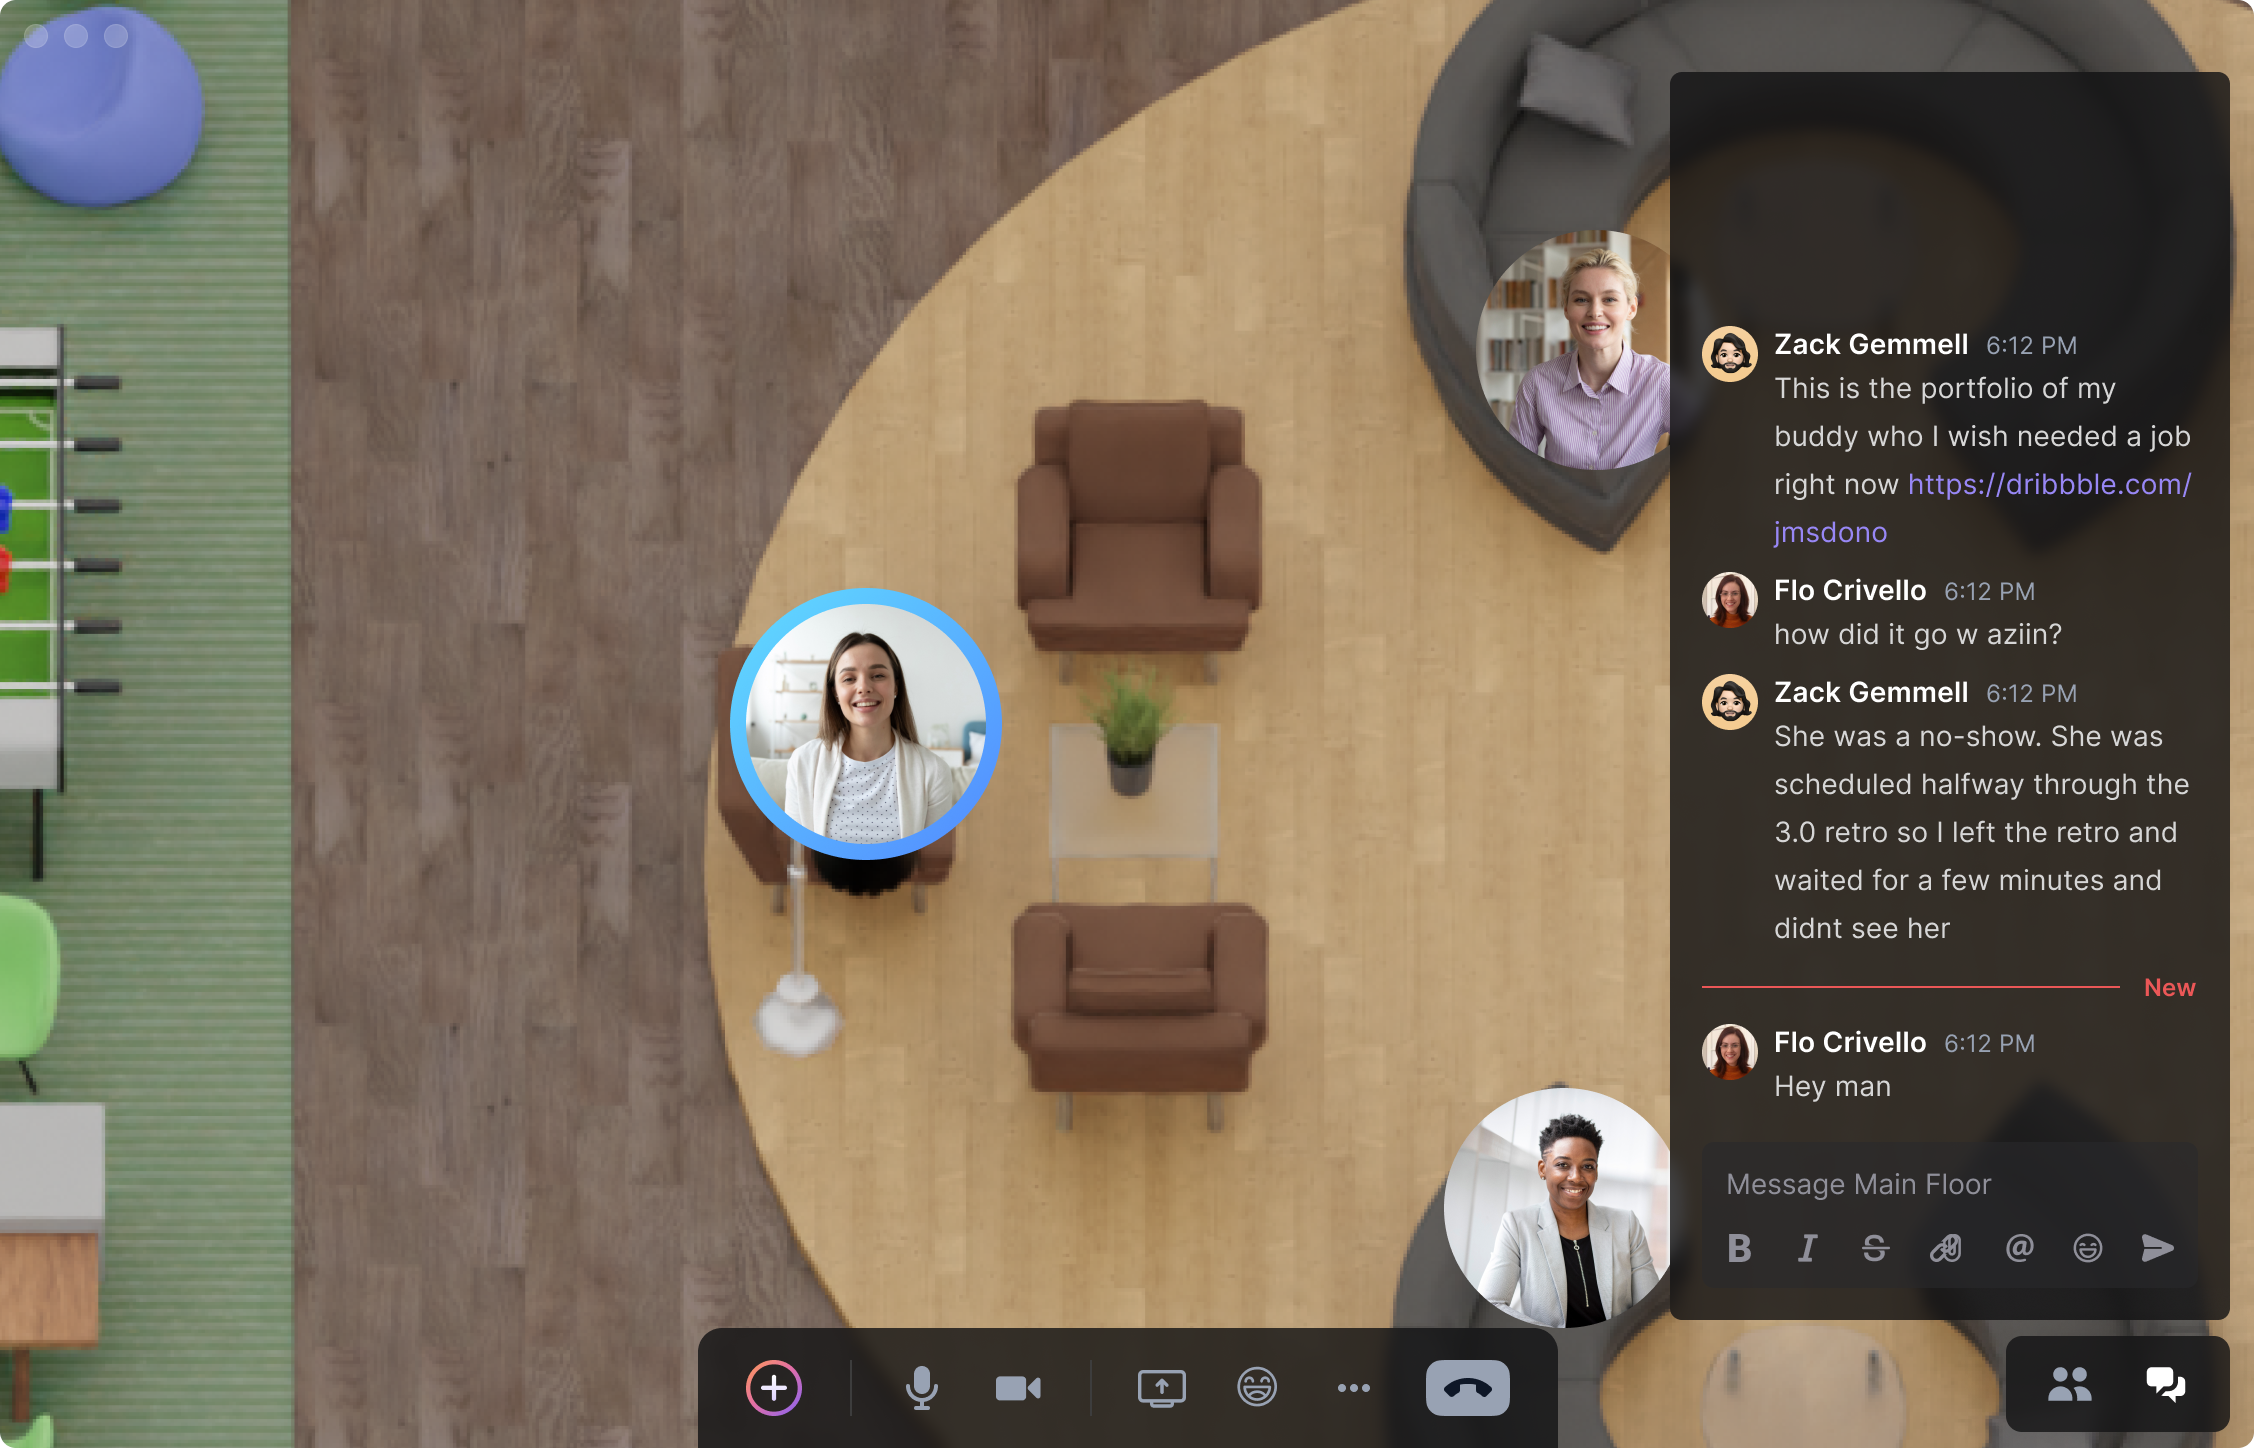 Zack Gemmell 6:12 PM
This is the portfolio of my
buddy who I wish needed a job
right now https://dribbble.com/
jmsdono
Flo Crivello 6:12 PM
how did it go w aziin?
Zack Gemmell 6:12 PM
She was a no-show. She was
scheduled halfway through the
3.0 retro so I left the retro and
waited for a few minutes and
didnt see her
New
Flo Crivello 6:12 PM
Hey man
Message Main Floor
B I S @